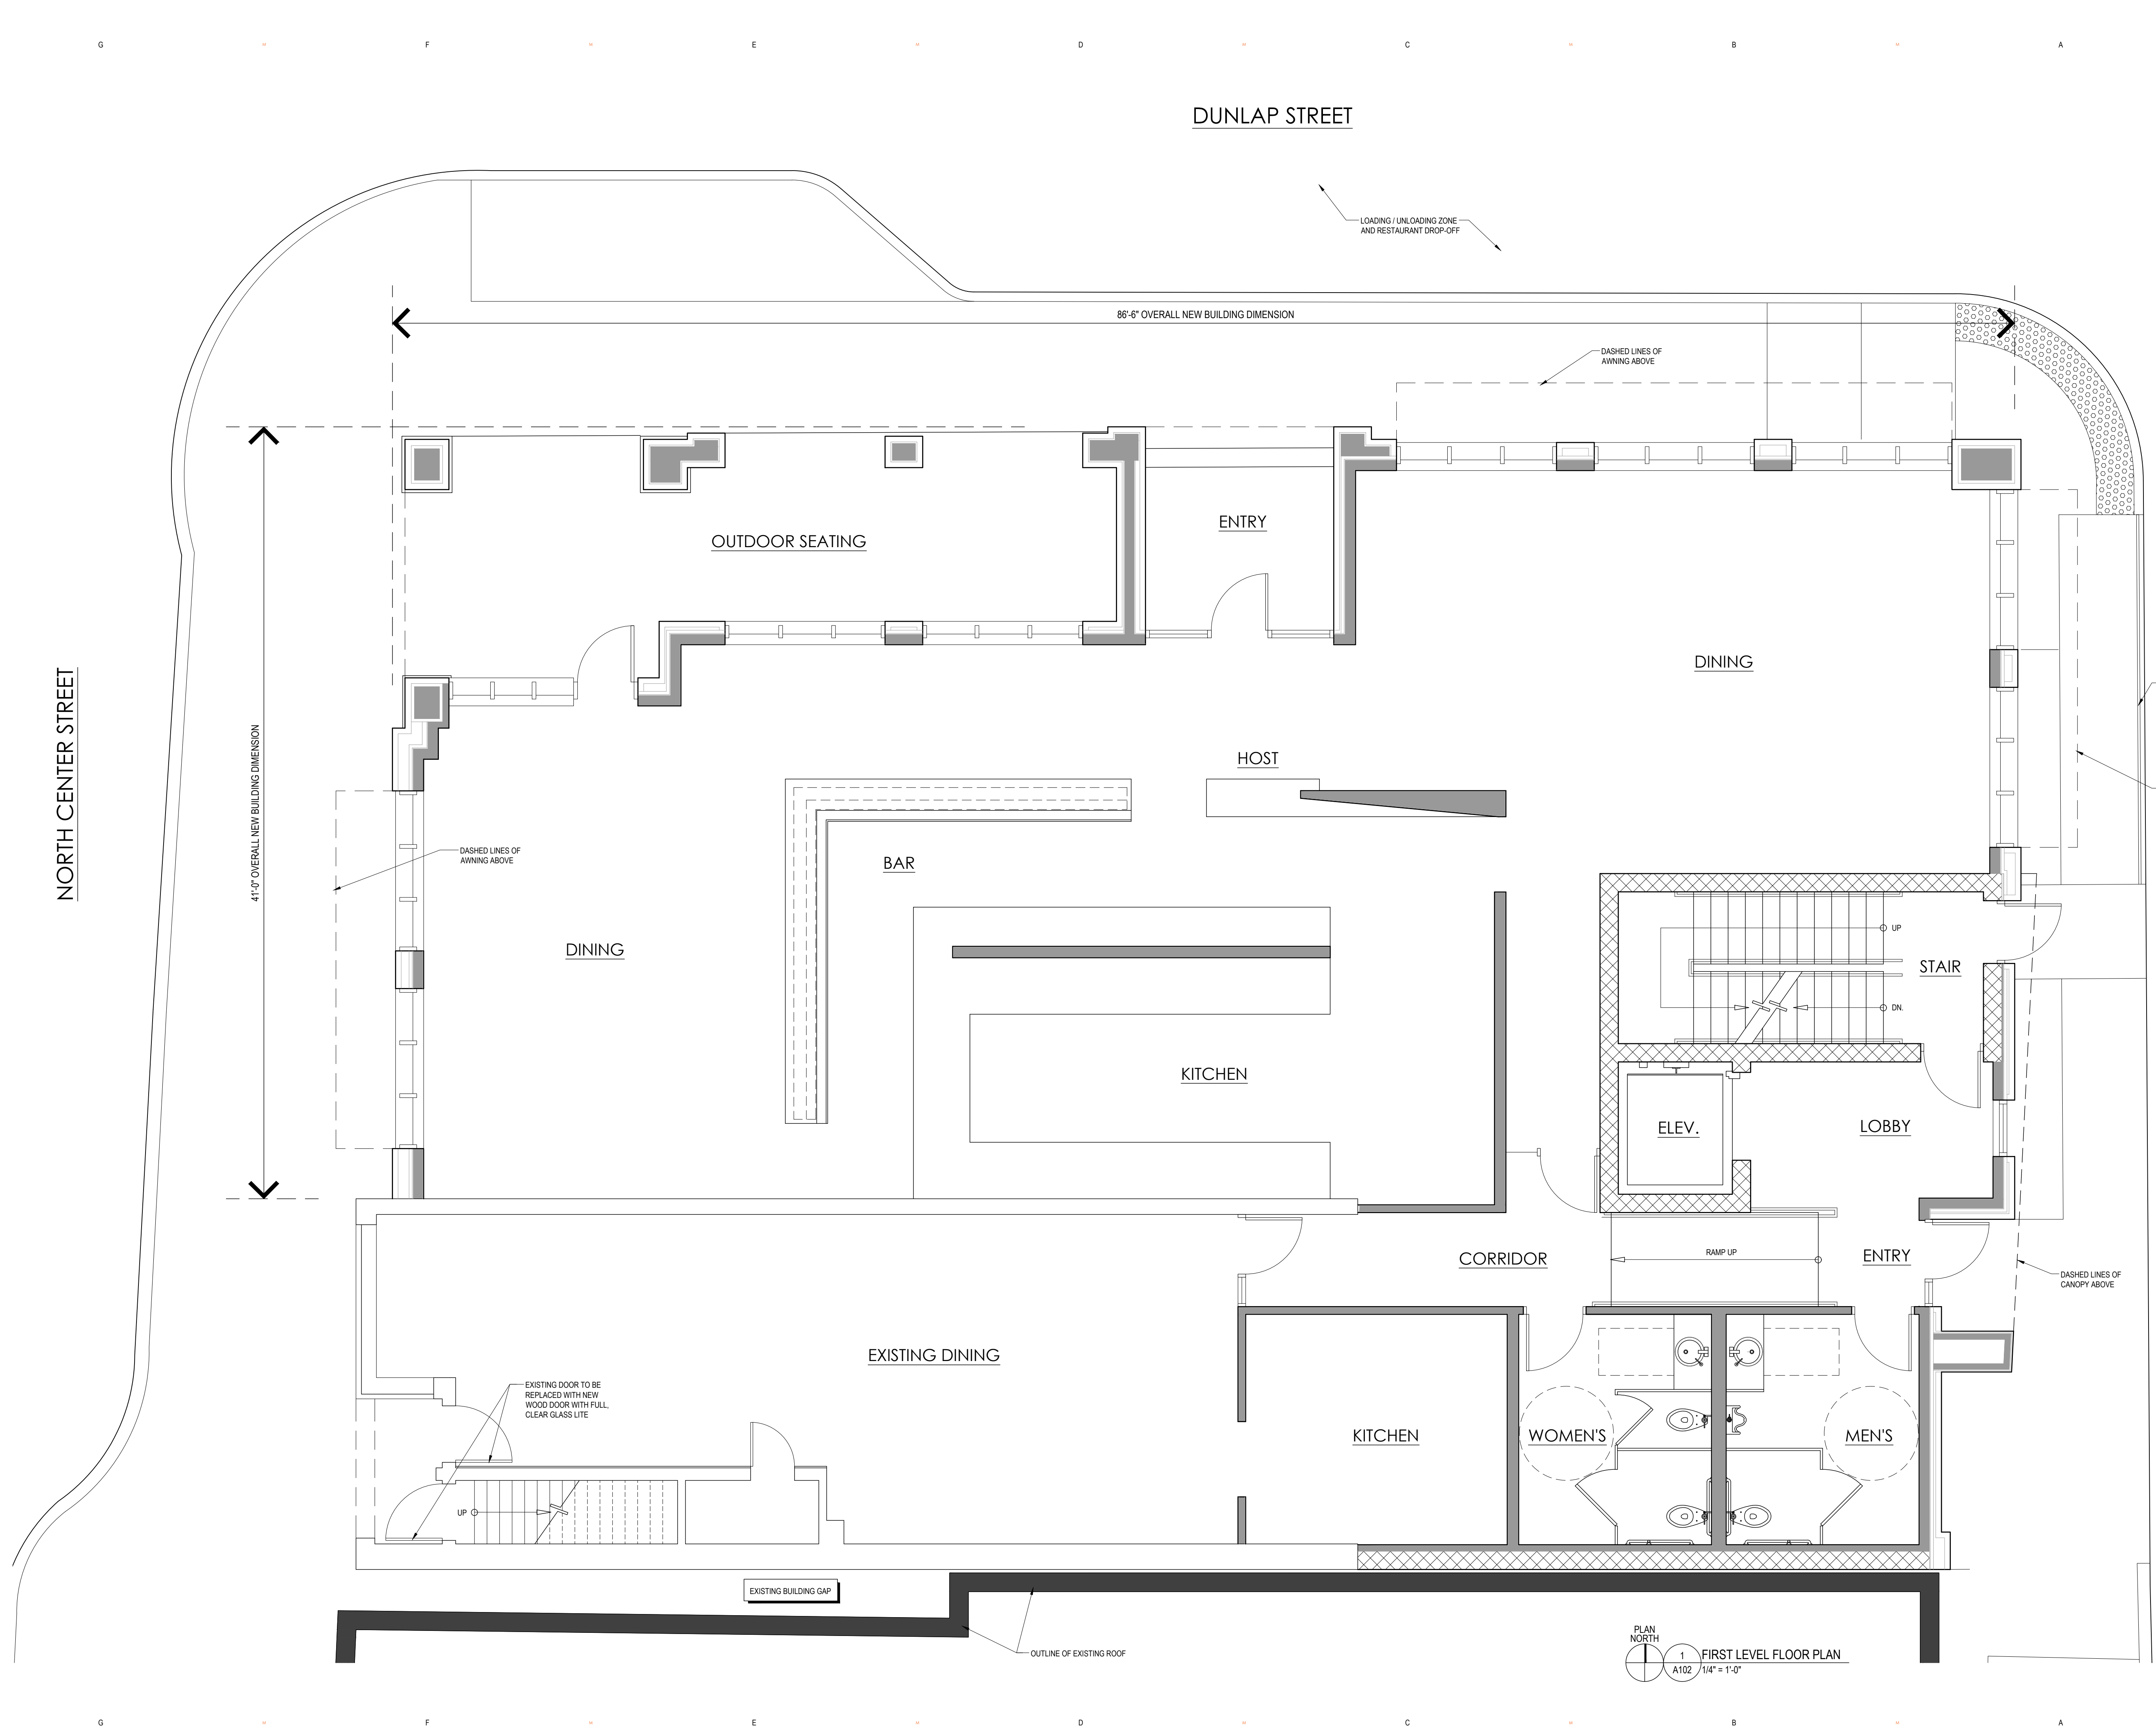 G
F
E
D
C
B
A
DUNLAP STREET
LOADING / UNLOADING ZONE
AND RESTAURANT DROP-OFF
86'-6" OVERALL NEW BUILDING DIMENSION
DASHED LINES OF
AWNING ABOVE
OUTDOOR SEATING
ENTRY
DINING
NORTH CENTER STREET
41'-0" OVERALL NEW BUILDING DIMENSION
HOST
DASHED LINES OF
AWNING ABOVE
BAR
DINING
UP
STAIR
DN.
KITCHEN
ELEV.
LOBBY
CORRIDOR
RAMP UP
ENTRY
DASHED LINES OF
CANOPY ABOVE
EXISTING DINING
EXISTING DOOR TO BE
REPLACED WITH NEW
WOOD DOOR WITH FULL,
CLEAR GLASS LITE
KITCHEN
WOMEN'S
MEN'S
UP
EXISTING BUILDING GAP
OUTLINE OF EXISTING ROOF
PLAN
NORTH
1
A102
FIRST LEVEL FLOOR PLAN
1/4" = 1'-0"
G
F
E
D
C
B
A